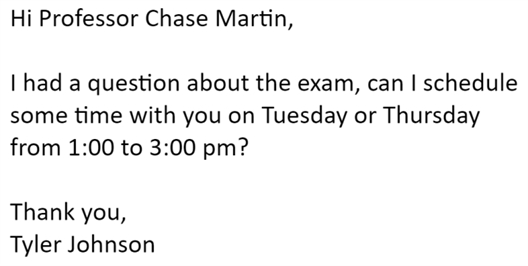 Hi Professor Chase Martin,
I had a question about the exam, can I schedule
some time with you on Tuesday or Thursday
from 1:00 to 3:00 pm?
Thank you,
Tyler Johnson